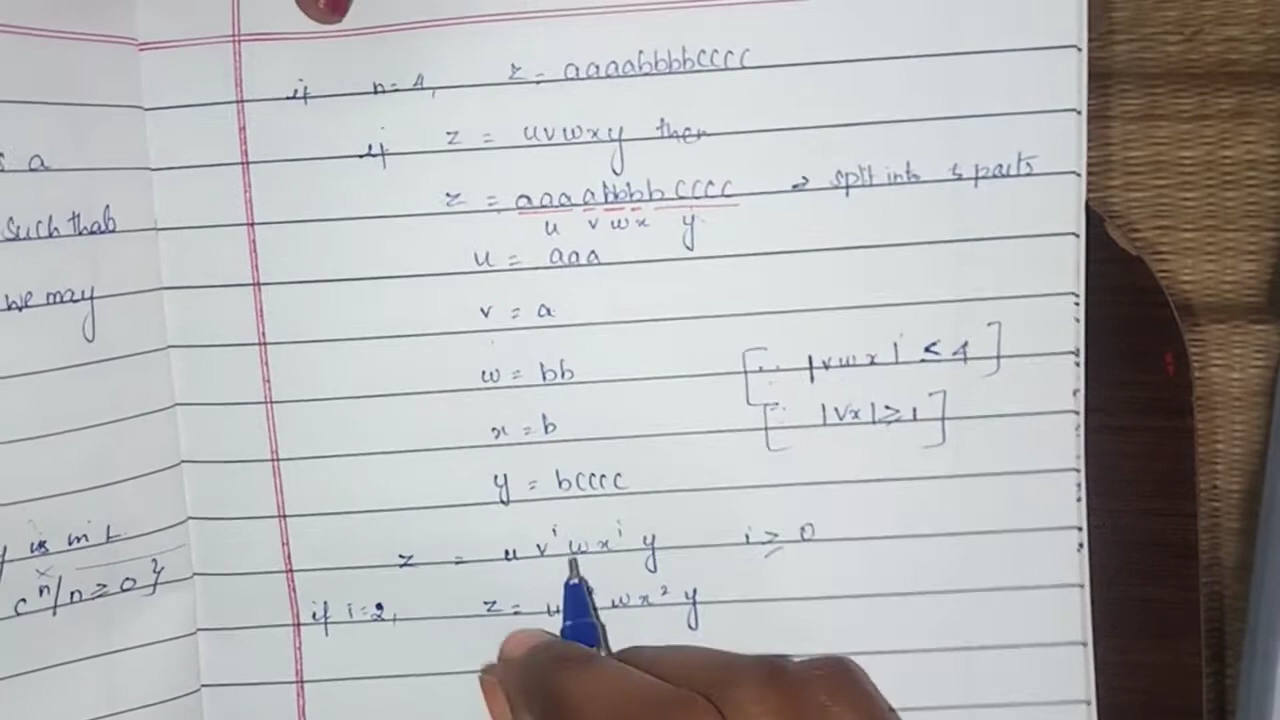 a
such that
we may
is in L
c^n/n≥0}
if n=4, z = aaaabbbbcccc
if z = uvwxy then
z = aaaabbbbcccc → split into 5 parts
u v w x y
u = aaa
v = a
w = bb [∵ |vwx| ≤ 4]
x = b [∵ |vx| ≥ 1]
y = bcccc
z = u v^i w x^i y i ≥ 0
if i=2, z = u w x² y